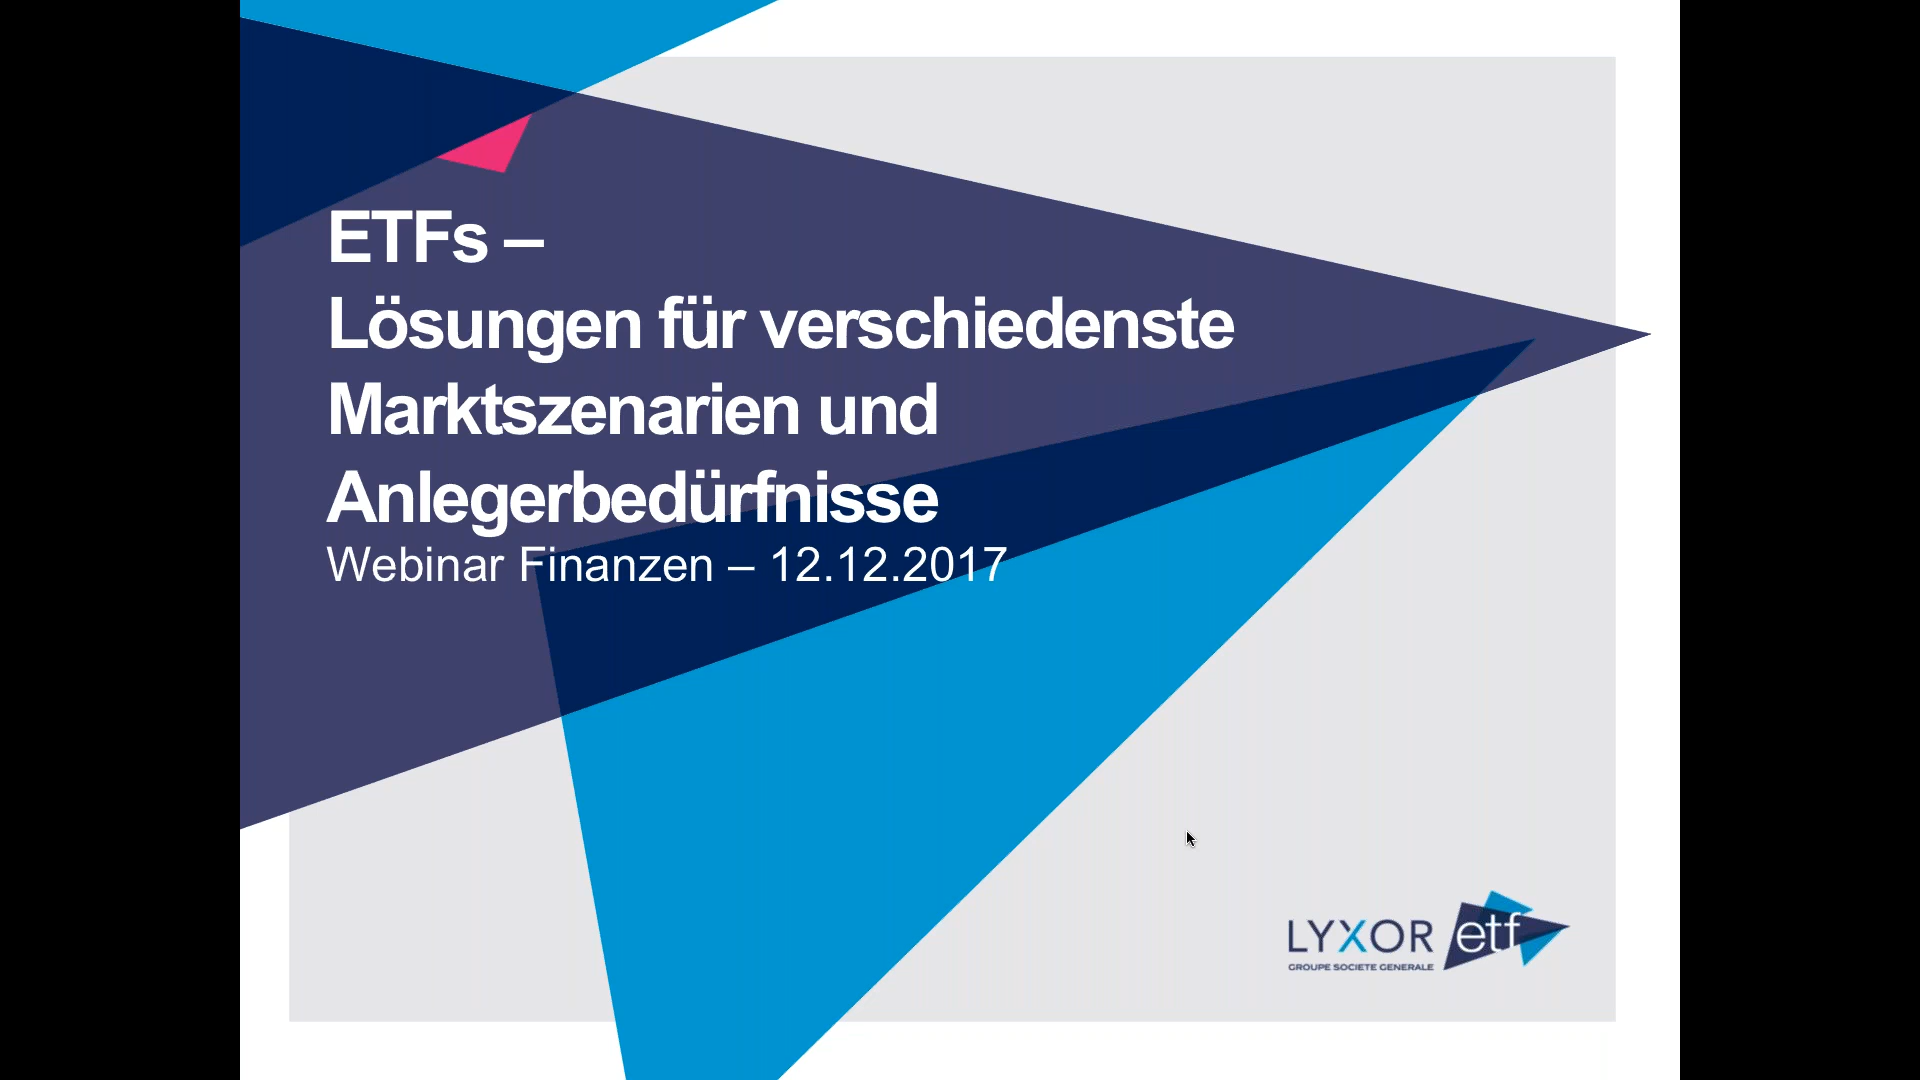 ETFs –
Lösungen für verschiedenste
Marktszenarien und
Anlegerbedürfnisse
Webinar Finanzen – 12.12.2017
LYXOR etf
GROUPE SOCIETE GENERALE